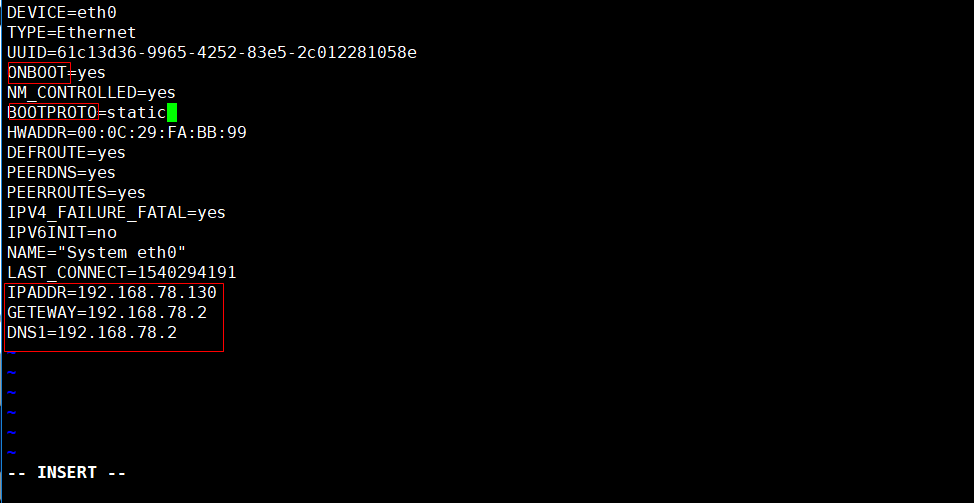 DEVICE=eth0
TYPE=Ethernet
UUID=61c13d36-9965-4252-83e5-2c012281058e
ONBOOT=yes
NM_CONTROLLED=yes
BOOTPROTO=static
HWADDR=00:0C:29:FA:BB:99
DEFROUTE=yes
PEERDNS=yes
PEERROUTES=yes
IPV4_FAILURE_FATAL=yes
IPV6INIT=no
NAME="System eth0"
LAST_CONNECT=1540294191
IPADDR=192.168.78.130
GETEWAY=192.168.78.2
DNS1=192.168.78.2
~
~
~
~
~
~
-- INSERT --